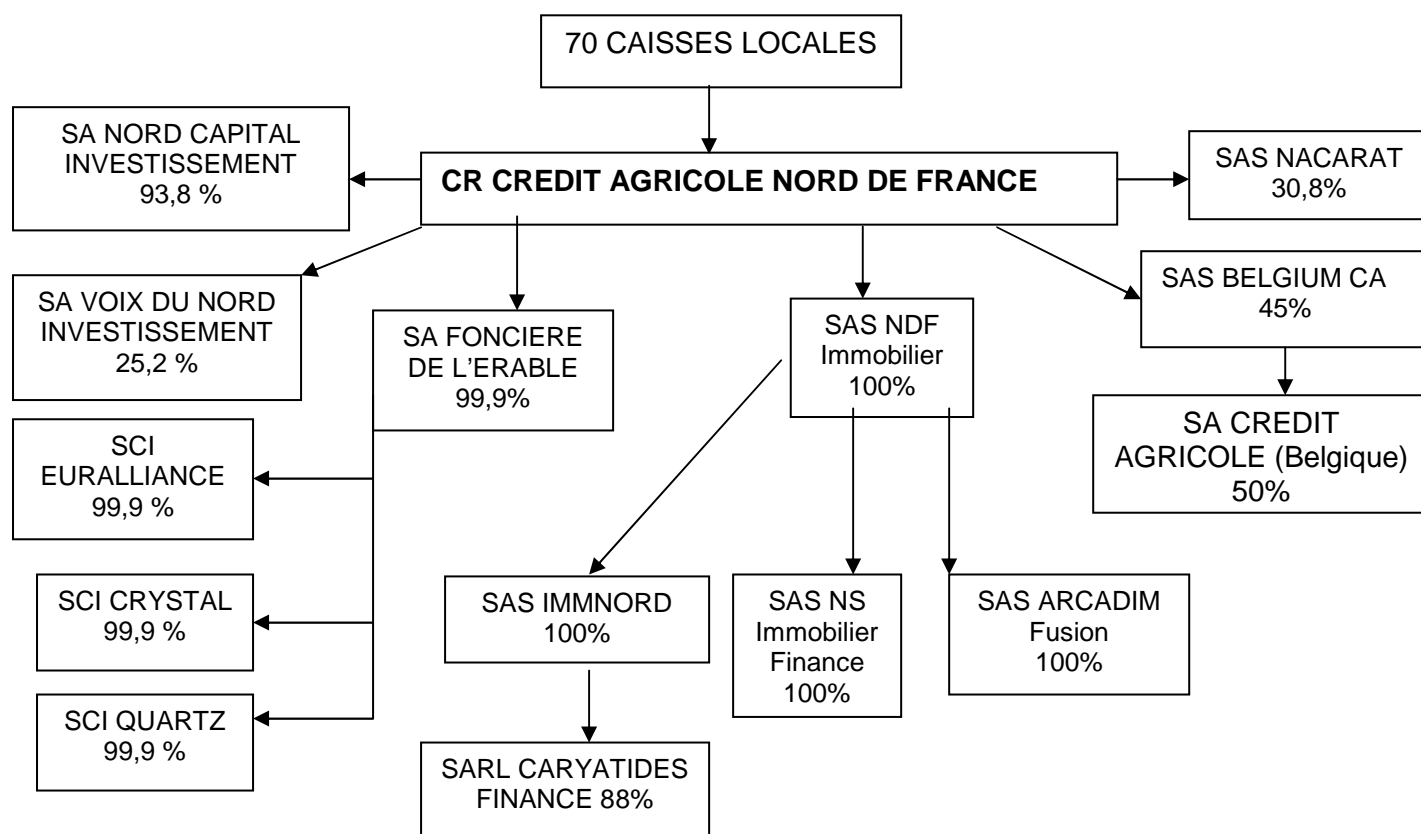 70 CAISSES LOCALES
SA NORD CAPITAL
INVESTISSEMENT
93,8 %
CR CREDIT AGRICOLE NORD DE FRANCE
SAS NACARAT
30,8%
SA VOIX DU NORD
INVESTISSEMENT
25,2 %
SA FONCIERE
DE L'ERABLE
99,9%
SAS NDF
Immobilier
100%
SAS BELGIUM CA
45%
SA CREDIT
AGRICOLE (Belgique)
50%
SCI
EURALLIANCE
99,9 %
SCI CRYSTAL
99,9 %
SCI QUARTZ
99,9 %
SAS IMMNORD
100%
SAS NS
Immobilier
Finance
100%
SAS ARCADIM
Fusion
100%
SARL CARYATIDES
FINANCE 88%